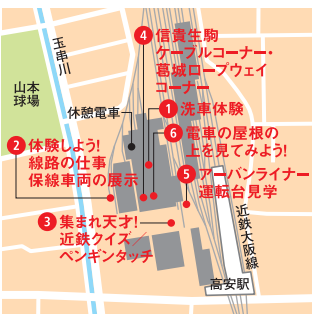 玉串川
山本
球場
休憩電車
4 信貴生駒
ケーブルコーナー・
葛城ロープウェイ
コーナー
1 洗車体験
6 電車の屋根の
上を見てみよう!
2 体験しよう!
線路の仕事
保線車両の展示
5 アーバンライナー
運転台見学
3 集まれ天才!
近鉄クイズ／
ペンギンタッチ
近鉄大阪線
高安駅